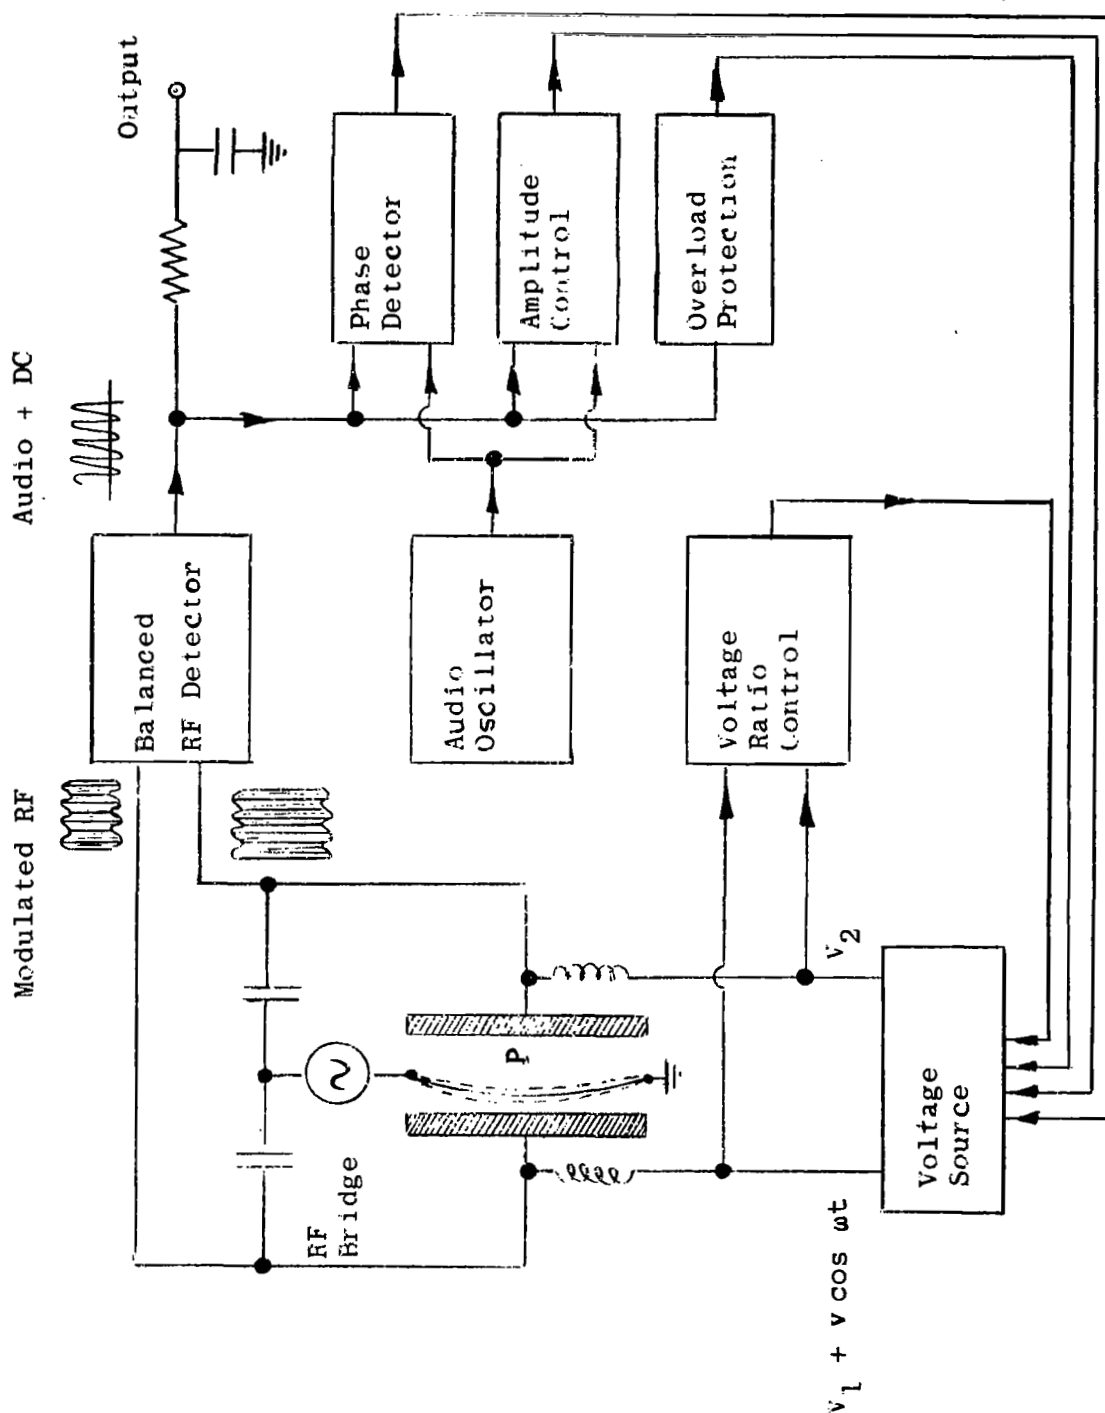 Modulated RF
Audio + DC
Output
Balanced
RF Detector
Phase
Detector
RF
Bridge
Audio
Oscillator
Amplitude
Control
P
Overload
Protection
Voltage
Ratio
Control
V₁ + v cos ωt
V₂
Voltage
Source